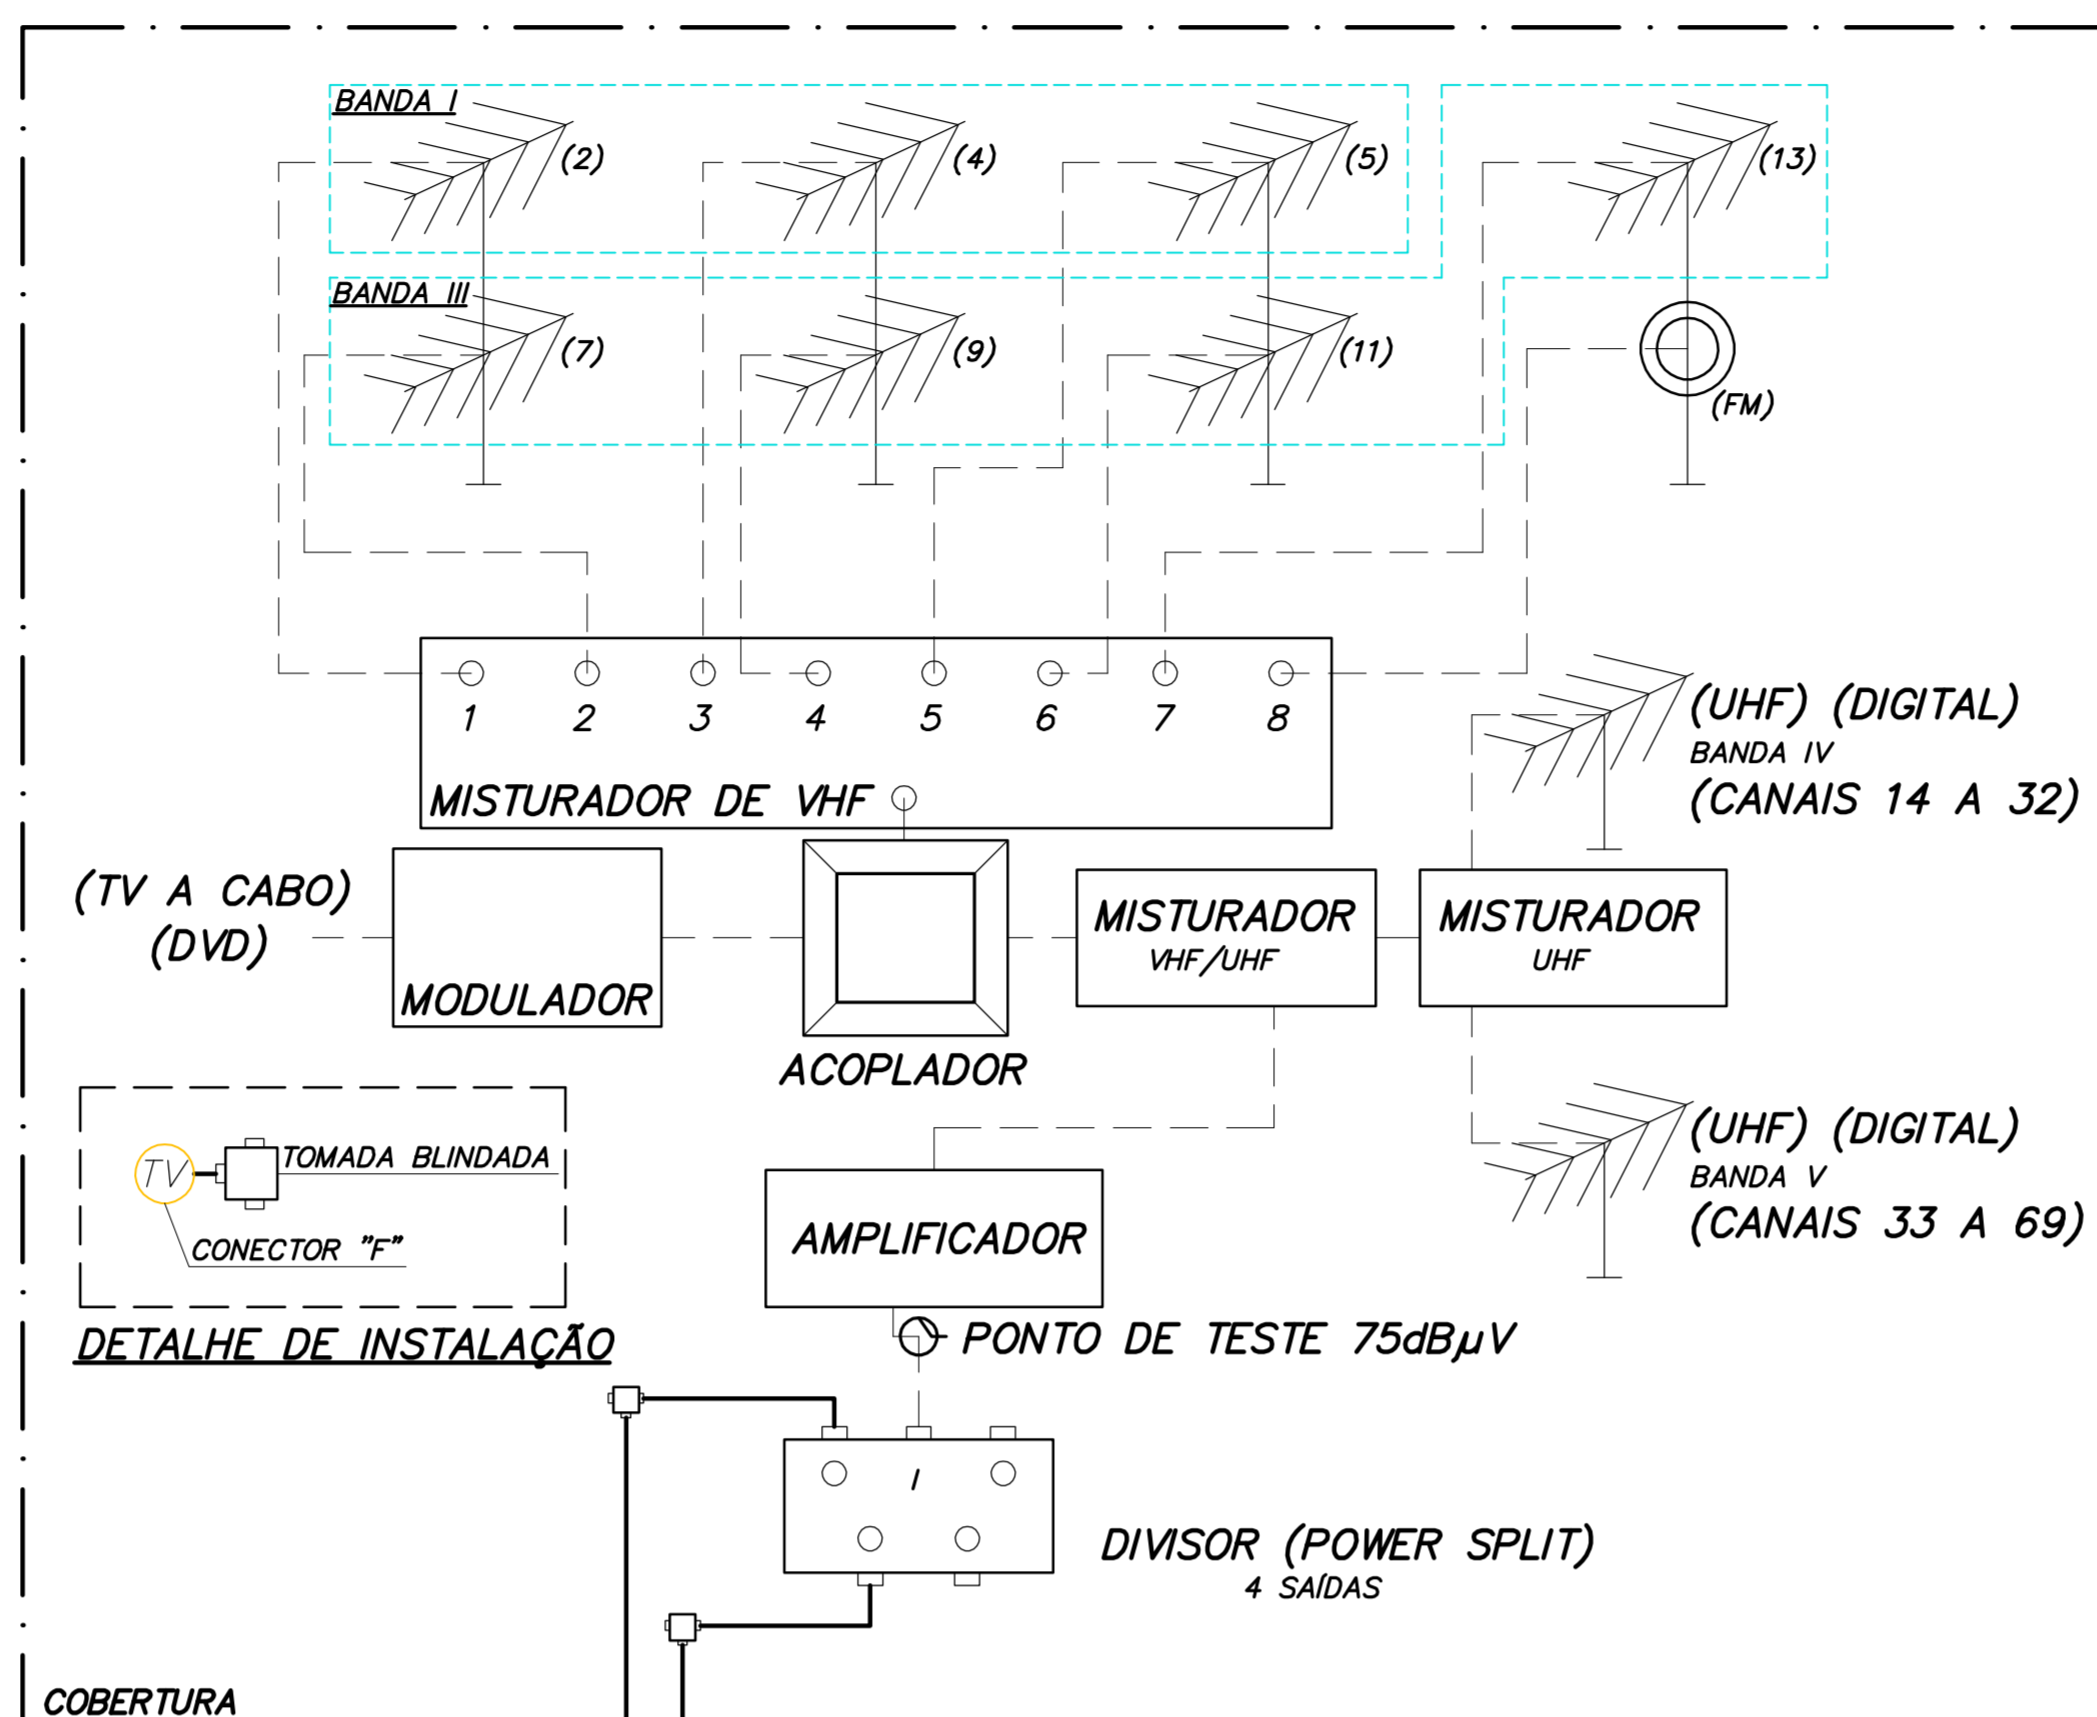 BANDA I
(2)
(4)
(5)
(13)
BANDA III
(7)
(9)
(11)
(FM)
1 2 3 4 5 6 7 8
MISTURADOR DE VHF
(UHF) (DIGITAL)
BANDA IV
(CANAIS 14 A 32)
(TV A CABO)
(DVD)
MODULADOR
ACOPLADOR
MISTURADOR
VHF/UHF
MISTURADOR
UHF
(UHF) (DIGITAL)
BANDA V
(CANAIS 33 A 69)
TV
TOMADA BLINDADA
CONECTOR "F"
DETALHE DE INSTALAÇÃO
AMPLIFICADOR
PONTO DE TESTE 75dBµV
I
DIVISOR (POWER SPLIT)
4 SAÍDAS
COBERTURA